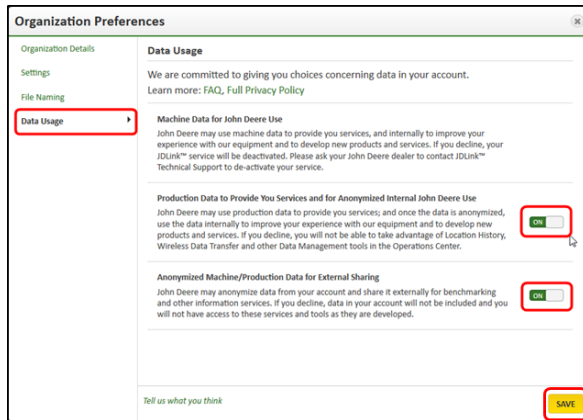 Organization Preferences
Organization Details
Settings
File Naming
Data Usage
Data Usage
We are committed to giving you choices concerning data in your account.
Learn more: FAQ, Full Privacy Policy
Machine Data for John Deere Use
John Deere may use machine data to provide you services, and internally to improve your
experience with our equipment and to develop new products and services. If you decline, your
JDLink™ service will be deactivated. Please ask your John Deere dealer to contact JDLink™
Technical Support to de-activate your service.
Production Data to Provide You Services and for Anonymized Internal John Deere Use
John Deere may use production data to provide you services; and once the data is anonymized,
use the data internally to improve your experience with our equipment and to develop new
products and services. If you decline, you will not be able to take advantage of Location History,
Wireless Data Transfer and other Data Management tools in the Operations Center.
ON
Anonymized Machine/Production Data for External Sharing
John Deere may anonymize data from your account and share it externally for benchmarking
and other information services. If you decline, data in your account will not be included and you
will not have access to these services and tools as they are developed.
ON
Tell us what you think
SAVE